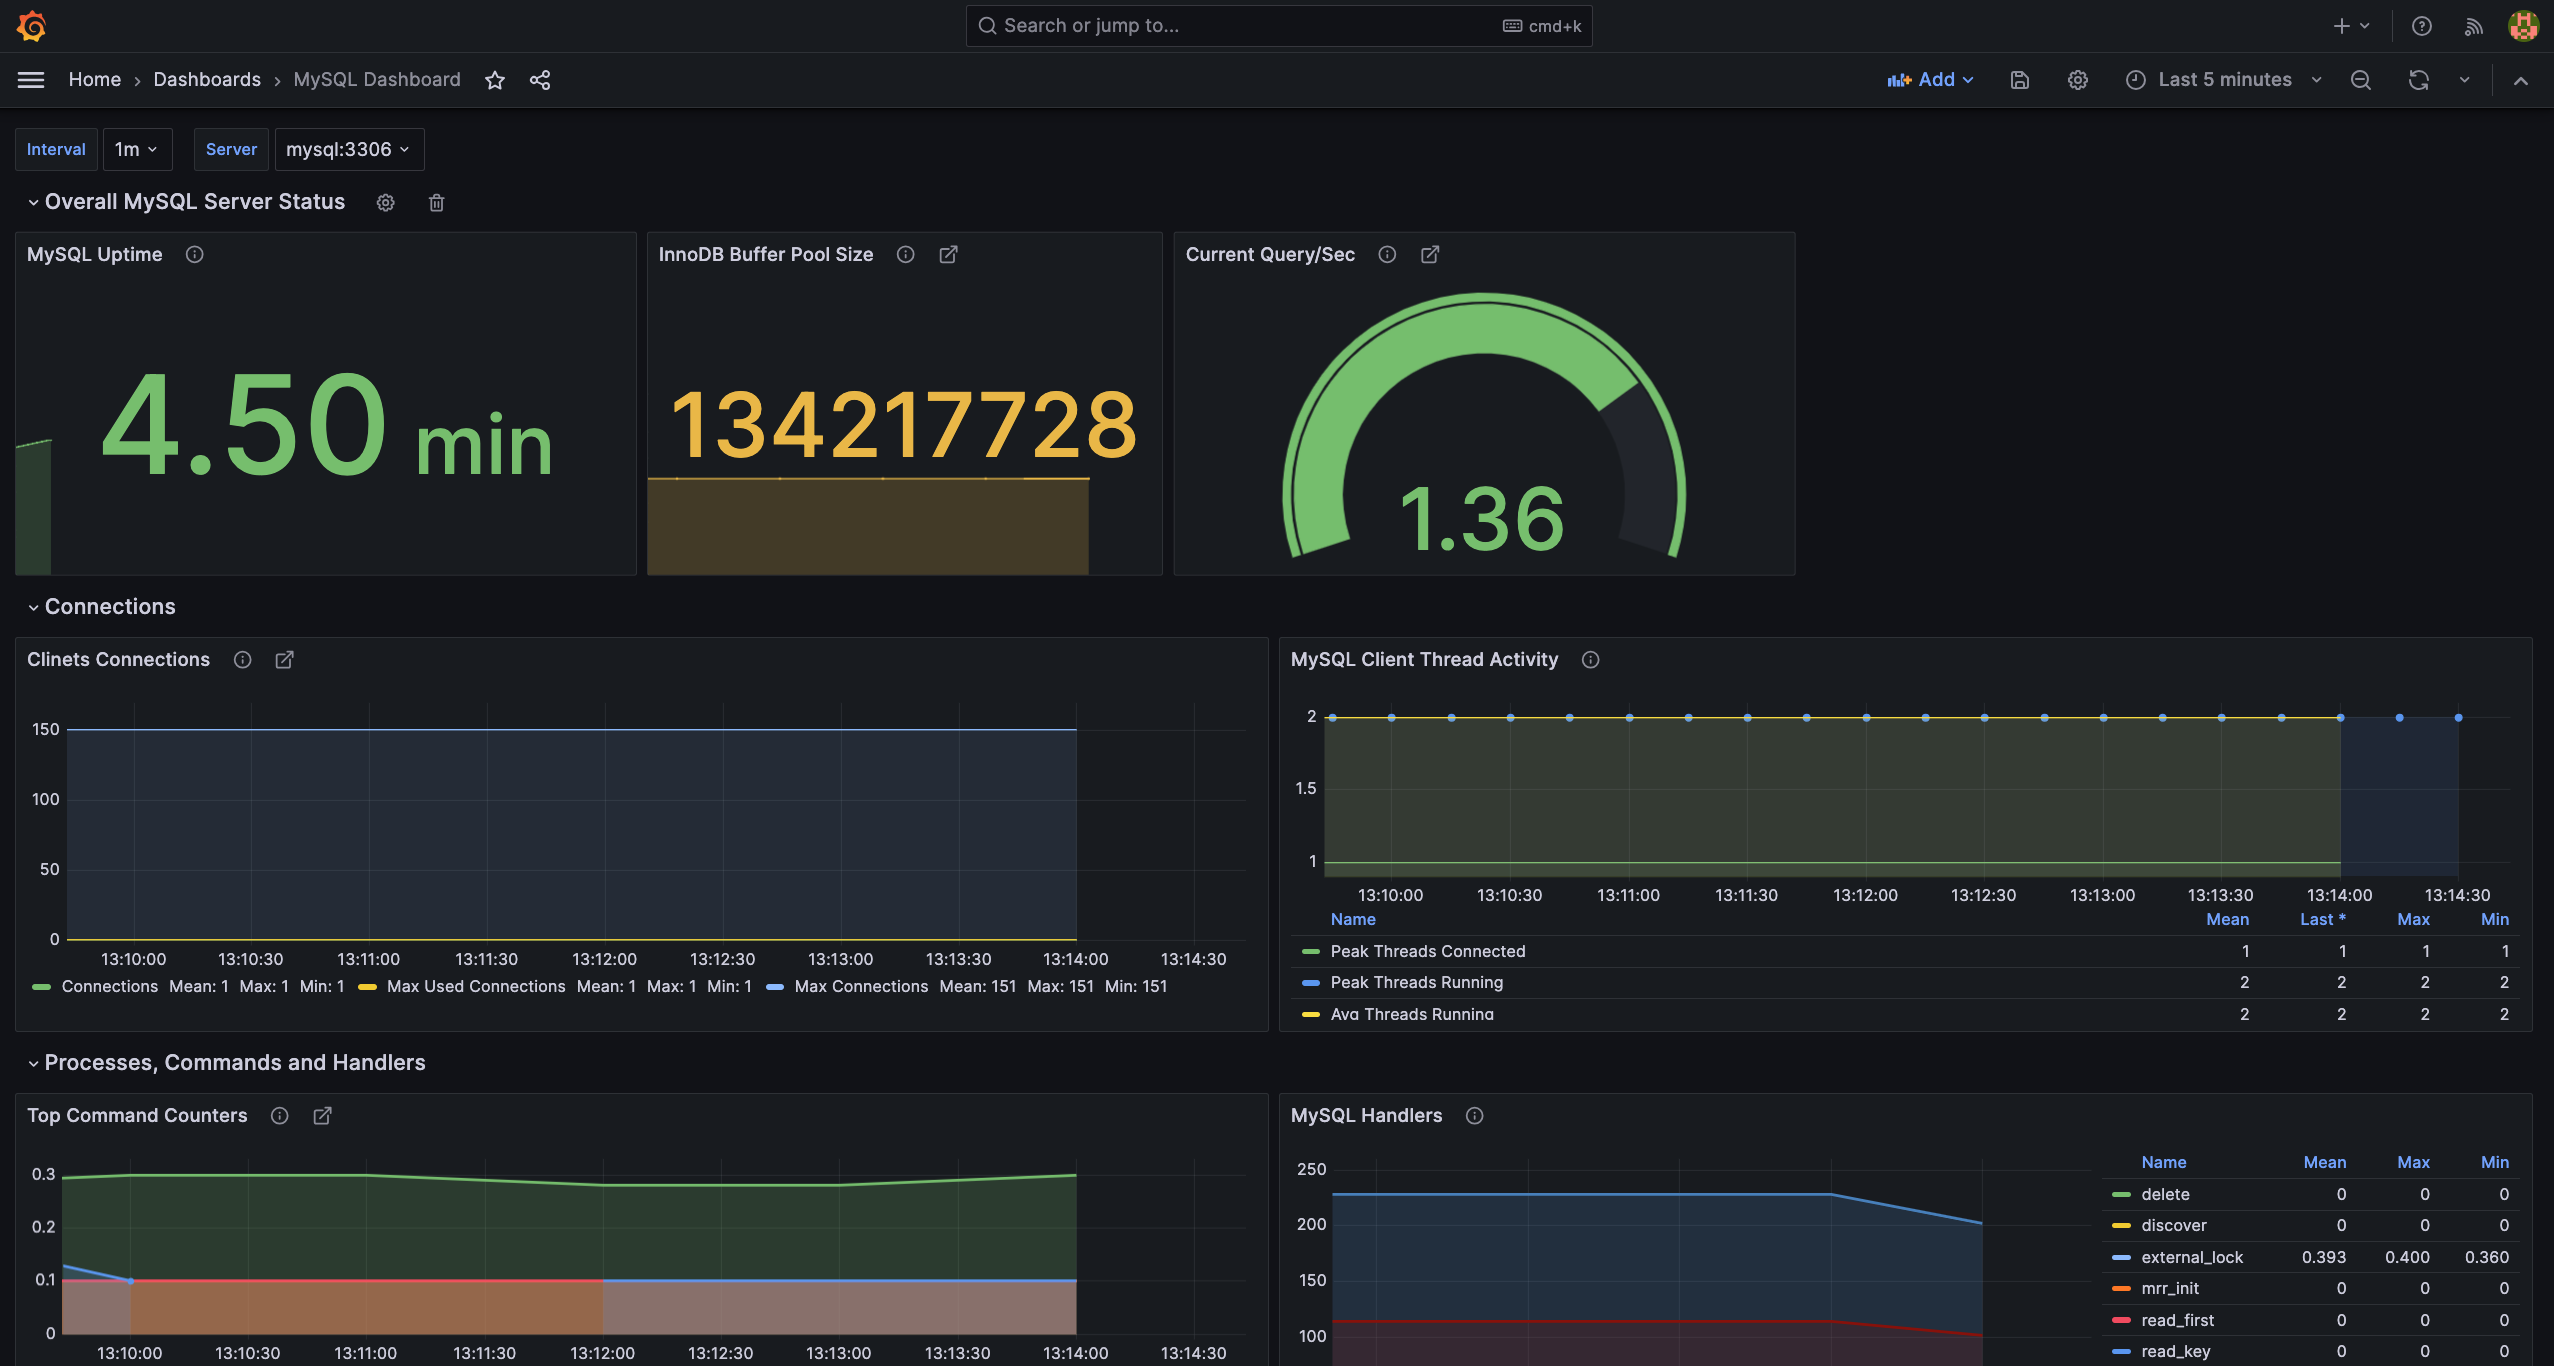 Search or jump to... cmd+k
Home › Dashboards › MySQL Dashboard
Add Last 5 minutes
Interval 1m Server mysql:3306
Overall MySQL Server Status
MySQL Uptime
4.50 min
InnoDB Buffer Pool Size
134217728
Current Query/Sec
1.36
Connections
Clinets Connections
150
100
50
0
13:10:00 13:10:30 13:11:00 13:11:30 13:12:00 13:12:30 13:13:00 13:13:30 13:14:00 13:14:30
Connections Mean: 1 Max: 1 Min: 1 Max Used Connections Mean: 1 Max: 1 Min: 1 Max Connections Mean: 151 Max: 151 Min: 151
MySQL Client Thread Activity
2
1.5
1
13:10:00 13:10:30 13:11:00 13:11:30 13:12:00 13:12:30 13:13:00 13:13:30 13:14:00 13:14:30
Name Mean Last * Max Min
Peak Threads Connected 1 1 1 1
Peak Threads Running 2 2 2 2
Avg Threads Running 2 2 2 2
Processes, Commands and Handlers
Top Command Counters
0.3
0.2
0.1
0
13:10:00 13:10:30 13:11:00 13:11:30 13:12:00 13:12:30 13:13:00 13:13:30 13:14:00 13:14:30
MySQL Handlers
250
200
150
100
Name Mean Max Min
delete 0 0 0
discover 0 0 0
external_lock 0.393 0.400 0.360
mrr_init 0 0 0
read_first 0 0 0
read_key 0 0 0